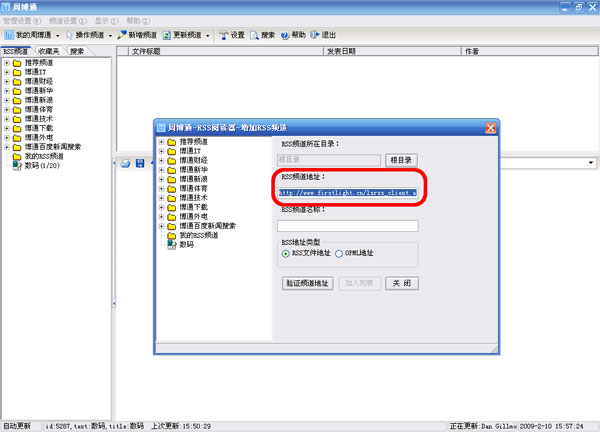 周博通
管理设置(X) 频道设置(Y) 显示(Z) 帮助(H)
我的周博通 操作频道 新增频道 更新频道 设置 搜索 帮助 退出
RSS频道 收藏夹 搜索
文件标题 发表日期 作者
推荐频道
博通IT
博通财经
博通新华
博通新浪
博通体育
博通技术
博通下载
博通外电
博通百度新闻搜索
我的RSS频道
数码(1/20)
周博通-RSS阅读器-增加RSS频道
推荐频道
博通IT
博通财经
博通新华
博通新浪
博通体育
博通技术
博通下载
博通外电
博通百度新闻搜索
我的RSS频道
数码
RSS频道所在目录：
根目录 根目录
RSS频道地址：
http://www.firstlight.cn/lsrss_client.a
RSS频道名称：
RSS地址类型
RSS文件地址 OPML地址
验证频道地址 加入列表 关 闭
自动更新 id:5287,text:数码,title:数码 上次更新:15:50:29 正在更新:Dan Gillmo 2009-2-10 15:57:24